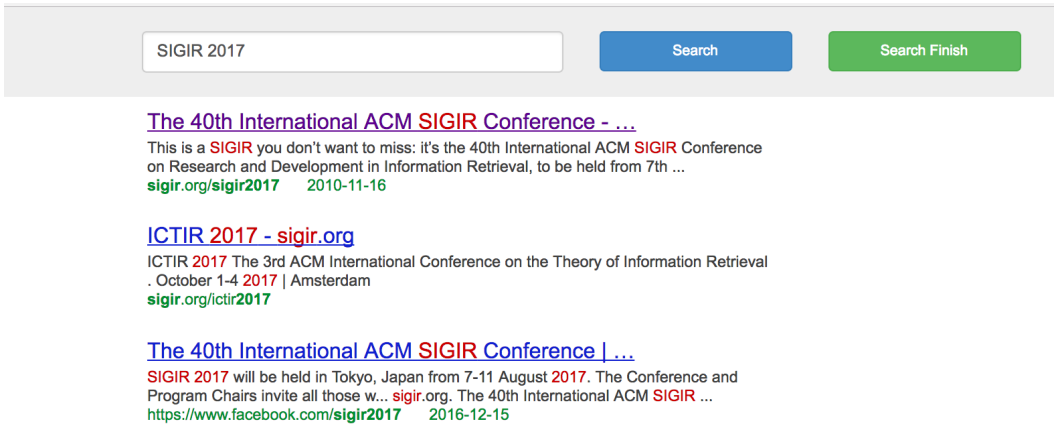 SIGIR 2017
Search
Search Finish
The 40th International ACM SIGIR Conference - ...
This is a SIGIR you don't want to miss: it's the 40th International ACM SIGIR Conference
on Research and Development in Information Retrieval, to be held from 7th ...
sigir.org/sigir2017 2010-11-16
ICTIR 2017 - sigir.org
ICTIR 2017 The 3rd ACM International Conference on the Theory of Information Retrieval
. October 1-4 2017 | Amsterdam
sigir.org/ictir2017
The 40th International ACM SIGIR Conference | ...
SIGIR 2017 will be held in Tokyo, Japan from 7-11 August 2017. The Conference and
Program Chairs invite all those w... sigir.org. The 40th International ACM SIGIR ...
https://www.facebook.com/sigir2017 2016-12-15